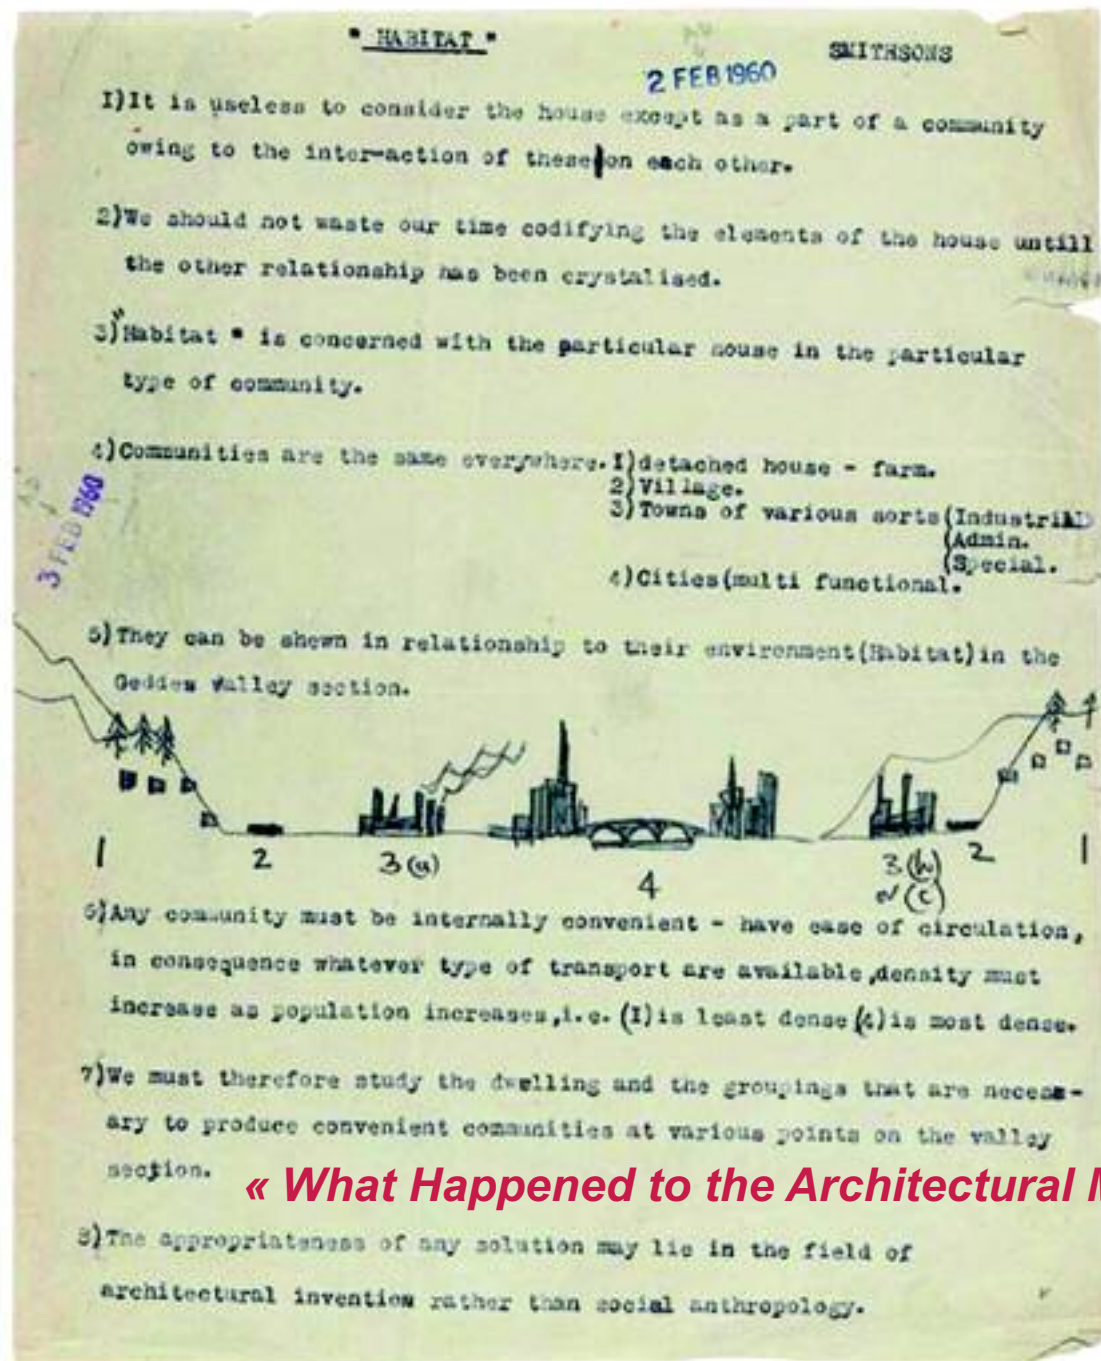 " HABITAT "
SMITHSONS
2 FEB 1960
I)It is useless to consider the house except as a part of a community
owing to the inter-action of these on each other.
2)We should not waste our time codifying the elements of the house untill
the other relationship has been crystalised.
3)"Habitat " is concerned with the particular house in the particular
type of community.
4)Communities are the same everywhere. I)detached house - farm.
2)Village.
3)Towns of various sorts(Industrial
(Admin.
(Special.
4)Cities(multi functional.
3 FEB 1960
5)They can be shewn in relationship to their environment(Habitat)in the
Geddes Valley section.
1 2 3(a) 4 3(b) 2 1
or (c)
6)Any community must be internally convenient - have ease of circulation,
in consequence whatever type of transport are available,density must
increase as population increases,i.e.(I)is least dense(4)is most dense.
7)We must therefore study the dwelling and the groupings that are necess-
ary to produce convenient communities at various points on the valley
section.
« What Happened to the Architectural M
8)The appropriateness of any solution may lie in the field of
architectural invention rather than social anthropology.